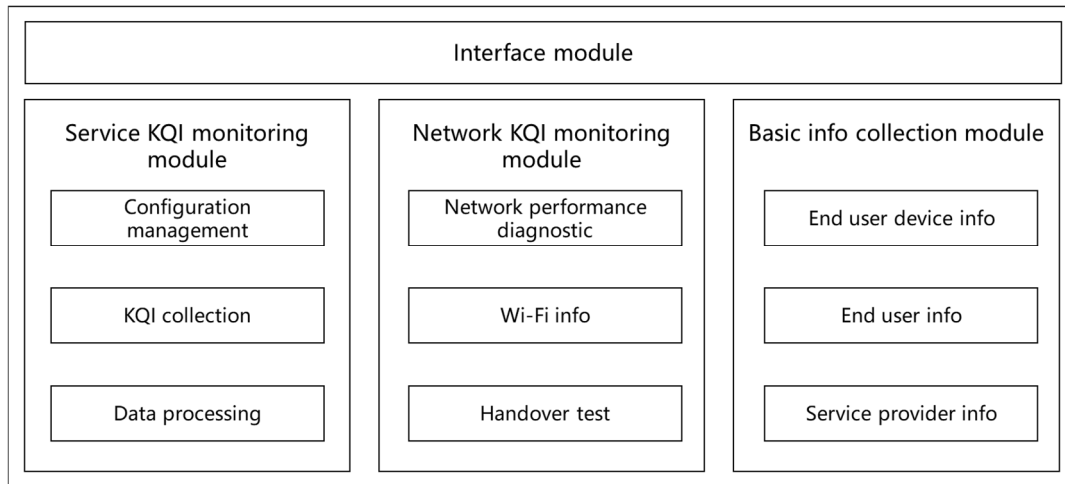 Interface module
Service KQI monitoring
module
Configuration
management
KQI collection
Data processing
Network KQI monitoring
module
Network performance
diagnostic
Wi-Fi info
Handover test
Basic info collection module
End user device info
End user info
Service provider info